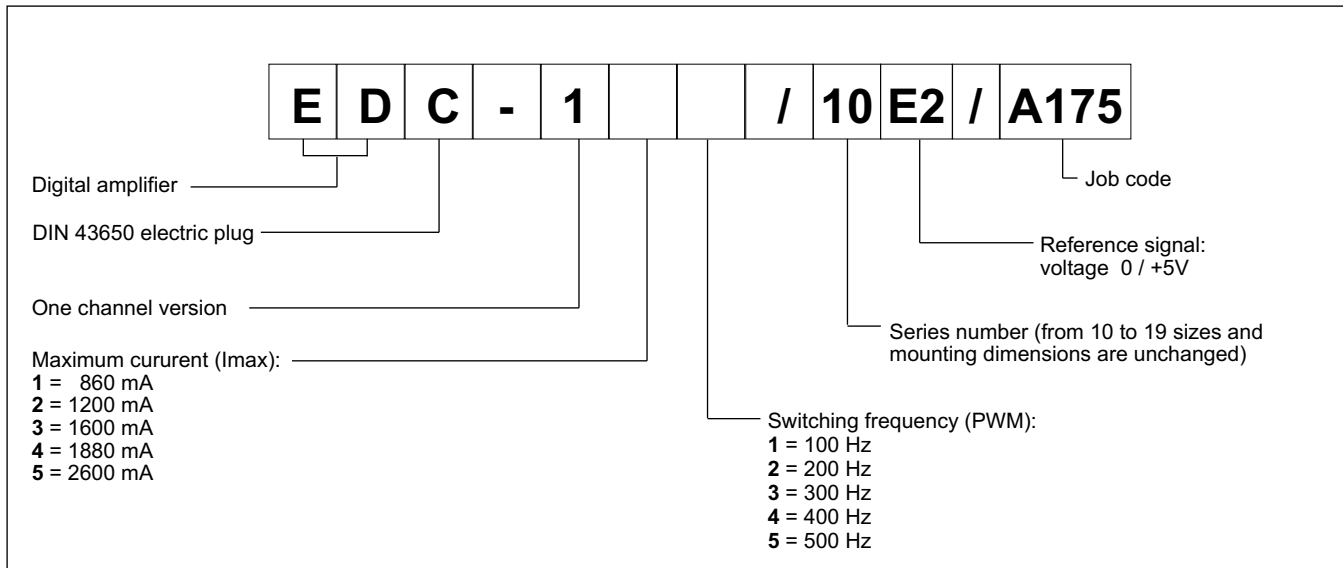 E D C - 1 / 10 E2 / A175
Digital amplifier
Job code
DIN 43650 electric plug
Reference signal:
voltage 0 / +5V
One channel version
Series number (from 10 to 19 sizes and
mounting dimensions are unchanged)
Maximum cururent (Imax):
1 = 860 mA
2 = 1200 mA
3 = 1600 mA
4 = 1880 mA
5 = 2600 mA
Switching frequency (PWM):
1 = 100 Hz
2 = 200 Hz
3 = 300 Hz
4 = 400 Hz
5 = 500 Hz